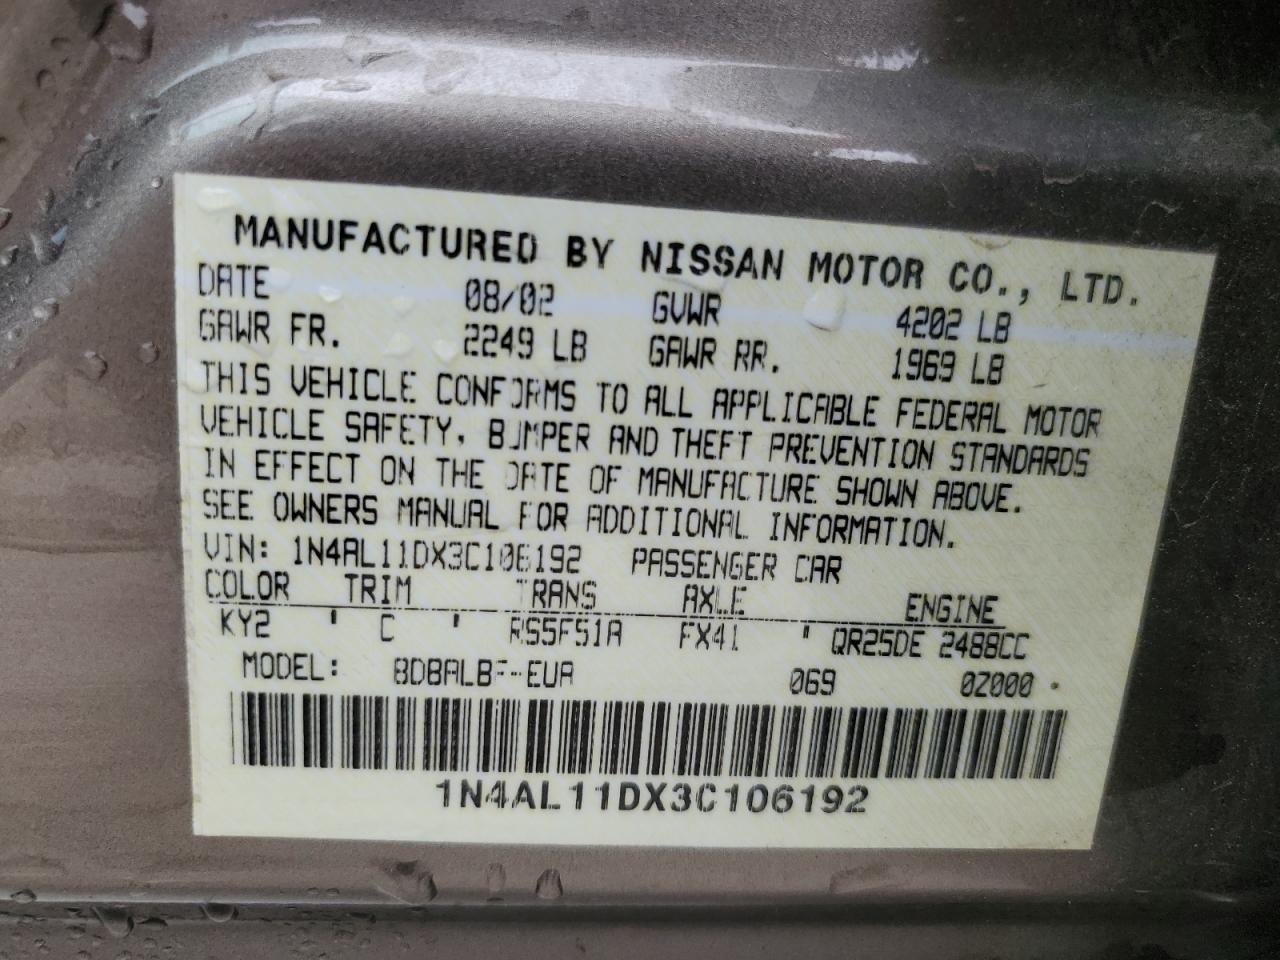 MANUFACTURED BY NISSAN MOTOR CO., LTD.
DATE 08/02 GVWR 4202 LB
GAWR FR. 2249 LB GAWR RR. 1969 LB
THIS VEHICLE CONFORMS TO ALL APPLICABLE FEDERAL MOTOR
VEHICLE SAFETY, BUMPER AND THEFT PREVENTION STANDARDS
IN EFFECT ON THE DATE OF MANUFACTURE SHOWN ABOVE.
SEE OWNERS MANUAL FOR ADDITIONAL INFORMATION.
VIN: 1N4AL11DX3C106192 PASSENGER CAR
COLOR TRIM TRANS AXLE ENGINE
KY2 ' C ' RS5F51A FX41 " QR25DE 2488CC
MODEL: BDBALBF-EUA 069 0Z000
1N4AL11DX3C106192